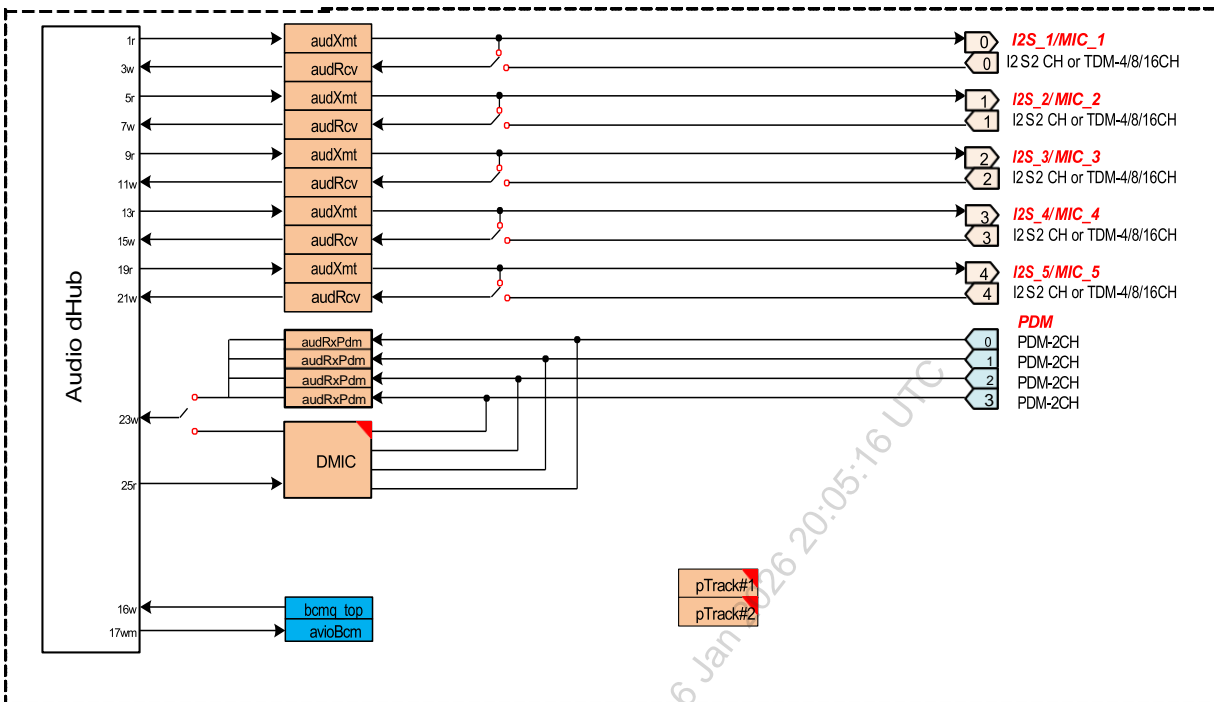 Audio dHub
1r
audXmt
0
I2S_1/MIC_1
3w
audRcv
0
I2S2 CH or TDM-4/8/16CH
5r
audXmt
1
I2S_2/MIC_2
7w
audRcv
1
I2S2 CH or TDM-4/8/16CH
9r
audXmt
2
I2S_3/MIC_3
11w
audRcv
2
I2S2 CH or TDM-4/8/16CH
13r
audXmt
3
I2S_4/MIC_4
15w
audRcv
3
I2S2 CH or TDM-4/8/16CH
19r
audXmt
4
I2S_5/MIC_5
21w
audRcv
4
I2S2 CH or TDM-4/8/16CH
PDM
audRxPdm
0
PDM-2CH
audRxPdm
1
PDM-2CH
audRxPdm
2
PDM-2CH
audRxPdm
3
PDM-2CH
23w
DMIC
25r
pTrack#1
pTrack#2
16w
bcmq_top
17wm
avioBcm
6 Jan 2026 20:05:16 UTC